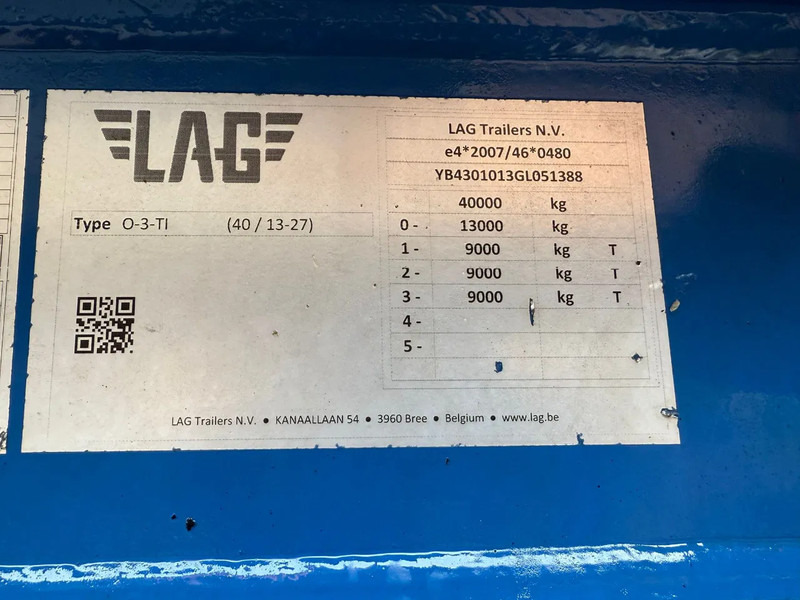 LAG
Type O-3-TI (40 / 13-27)
LAG Trailers N.V.
e4*2007/46*0480
YB4301013GL051388
40000 kg
0 - 13000 kg
1 - 9000 kg T
2 - 9000 kg T
3 - 9000 kg T
4 -
5 -
LAG Trailers N.V. ● KANAALLAAN 54 ● 3960 Bree ● Belgium ● www.lag.be